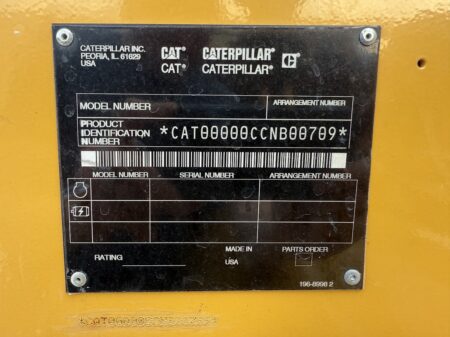 CATERPILLAR INC.
PEORIA, IL. 61629
USA
CAT® CATERPILLAR®
CAT® CATERPILLAR®
MODEL NUMBER
ARRANGEMENT NUMBER
PRODUCT
IDENTIFICATION
NUMBER
*CAT00000CCNB00709*
MODEL NUMBER SERIAL NUMBER ARRANGEMENT NUMBER
RATING
MADE IN
USA
PARTS ORDER
196-8998 2